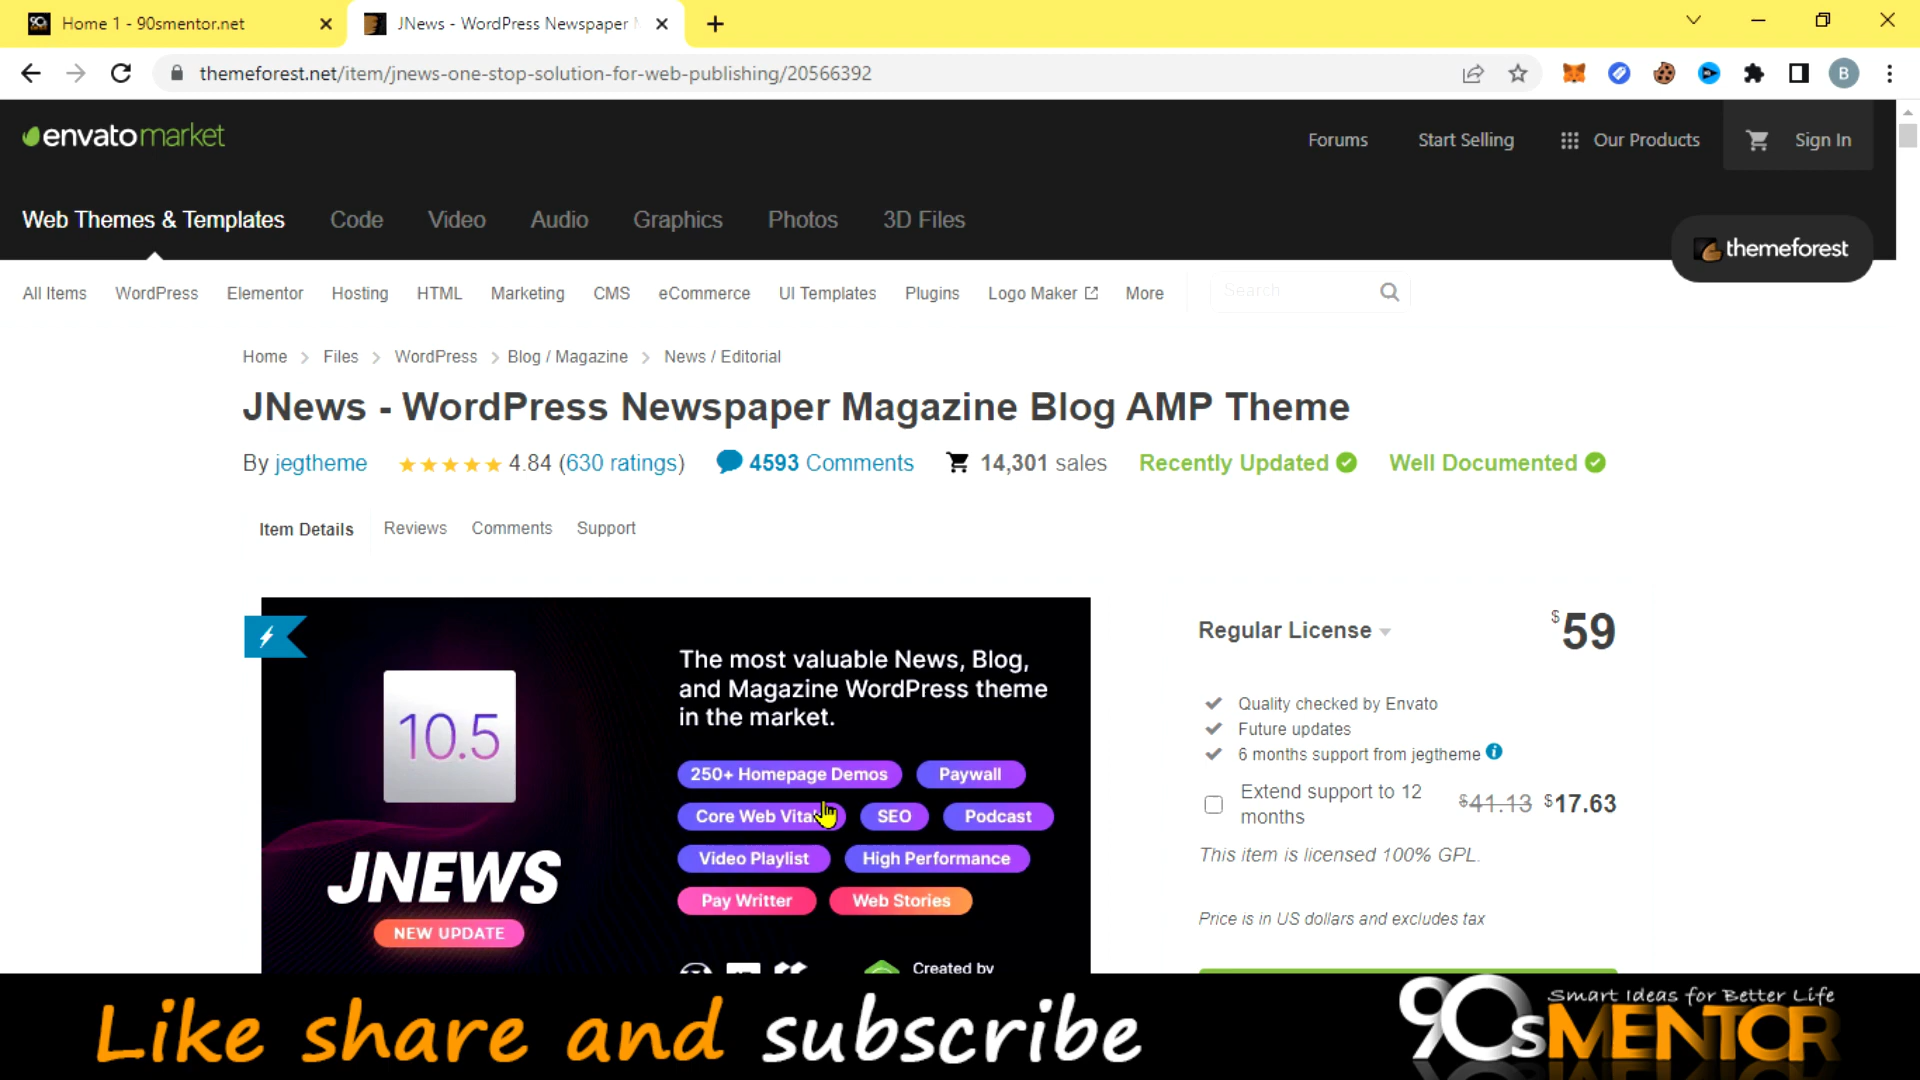 Home 1 - 90smentor.net
JNews - WordPress Newspaper
themeforest.net/item/jnews-one-stop-solution-for-web-publishing/20566392
B
envatomarket
Forums
Start Selling
Our Products
Sign In
Web Themes & Templates
Code
Video
Audio
Graphics
Photos
3D Files
themeforest
All Items
WordPress
Elementor
Hosting
HTML
Marketing
CMS
eCommerce
UI Templates
Plugins
Logo Maker
More
Search
Home > Files > WordPress > Blog / Magazine > News / Editorial
JNews - WordPress Newspaper Magazine Blog AMP Theme
By jegtheme 4.84 (630 ratings) 4593 Comments 14,301 sales Recently Updated Well Documented
Item Details
Reviews
Comments
Support
10.5
JNEWS
NEW UPDATE
The most valuable News, Blog,
and Magazine WordPress theme
in the market.
250+ Homepage Demos
Paywall
Core Web Vita
SEO
Podcast
Video Playlist
High Performance
Pay Writter
Web Stories
Created by
Regular License
$59
Quality checked by Envato
Future updates
6 months support from jegtheme
Extend support to 12
months
$41.13 $17.63
This item is licensed 100% GPL.
Price is in US dollars and excludes tax
Like share and subscribe
Smart Ideas for Better Life
90sMENTOR